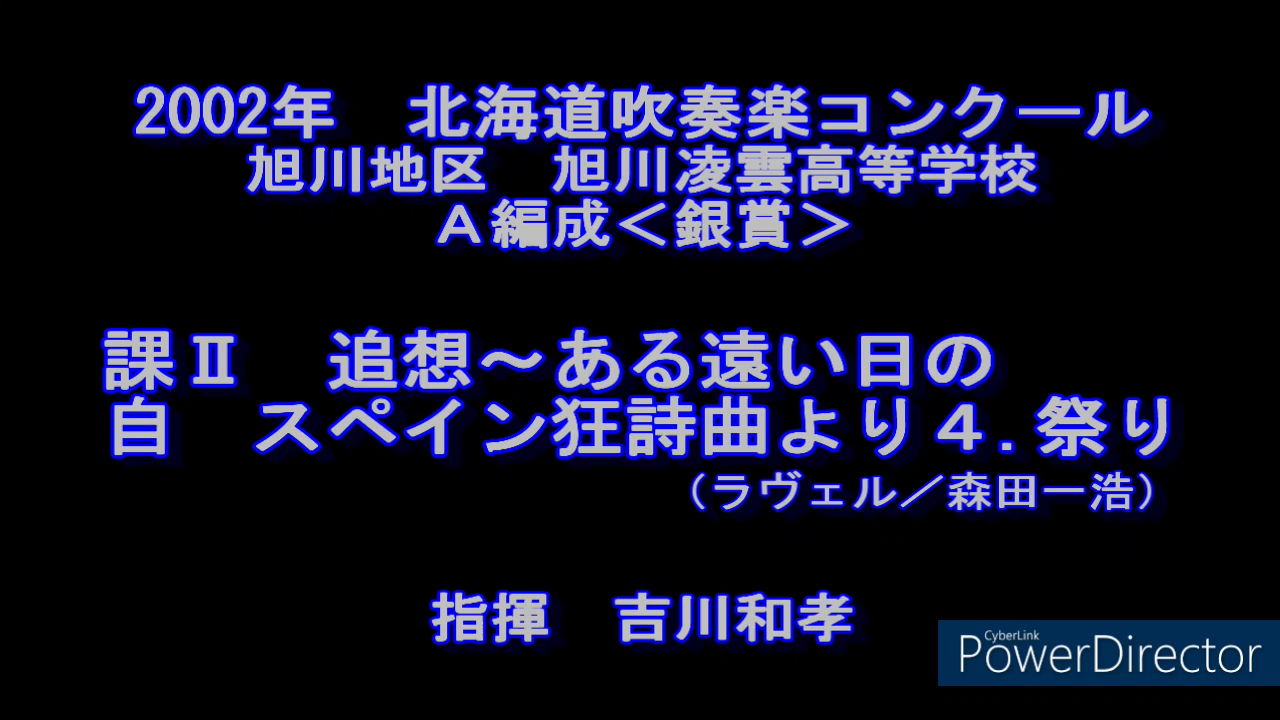 2002年　北海道吹奏楽コンクール
旭川地区　旭川凌雲高等学校
Ａ編成＜銀賞＞
課Ⅱ　追想～ある遠い日の
自　スペイン狂詩曲より４．祭り
（ラヴェル／森田一浩）
指揮　吉川和孝
CyberLink
PowerDirector